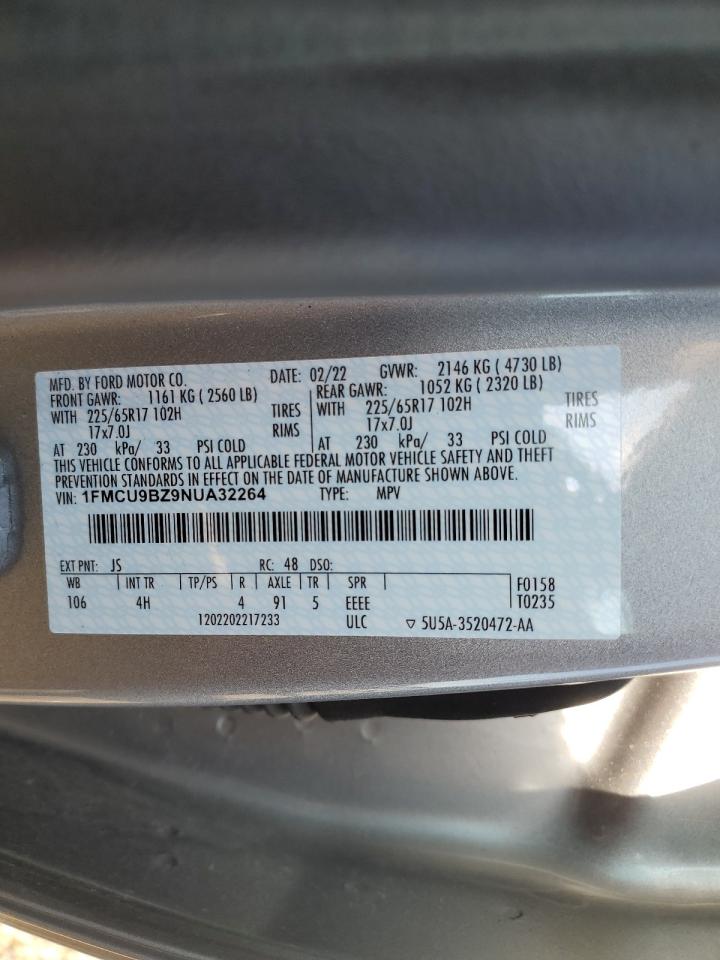 MFD. BY FORD MOTOR CO. DATE: 02/22 GVWR: 2146 KG ( 4730 LB)
FRONT GAWR: 1161 KG ( 2560 LB) REAR GAWR: 1052 KG ( 2320 LB)
WITH 225/65R17 102H TIRES WITH 225/65R17 102H TIRES
17x7.0J RIMS 17x7.0J RIMS
AT 230 kPa/ 33 PSI COLD AT 230 kPa/ 33 PSI COLD
THIS VEHICLE CONFORMS TO ALL APPLICABLE FEDERAL MOTOR VEHICLE SAFETY AND THEFT
PREVENTION STANDARDS IN EFFECT ON THE DATE OF MANUFACTURE SHOWN ABOVE.
VIN: 1FMCU9BZ9NUA32264 TYPE: MPV
EXT PNT: JS RC: 48 DSO:
WB INT TR TP/PS R AXLE TR SPR F0158
106 4H 4 91 5 EEEE T0235
1202202217233 ULC ▽ 5U5A-3520472-AA